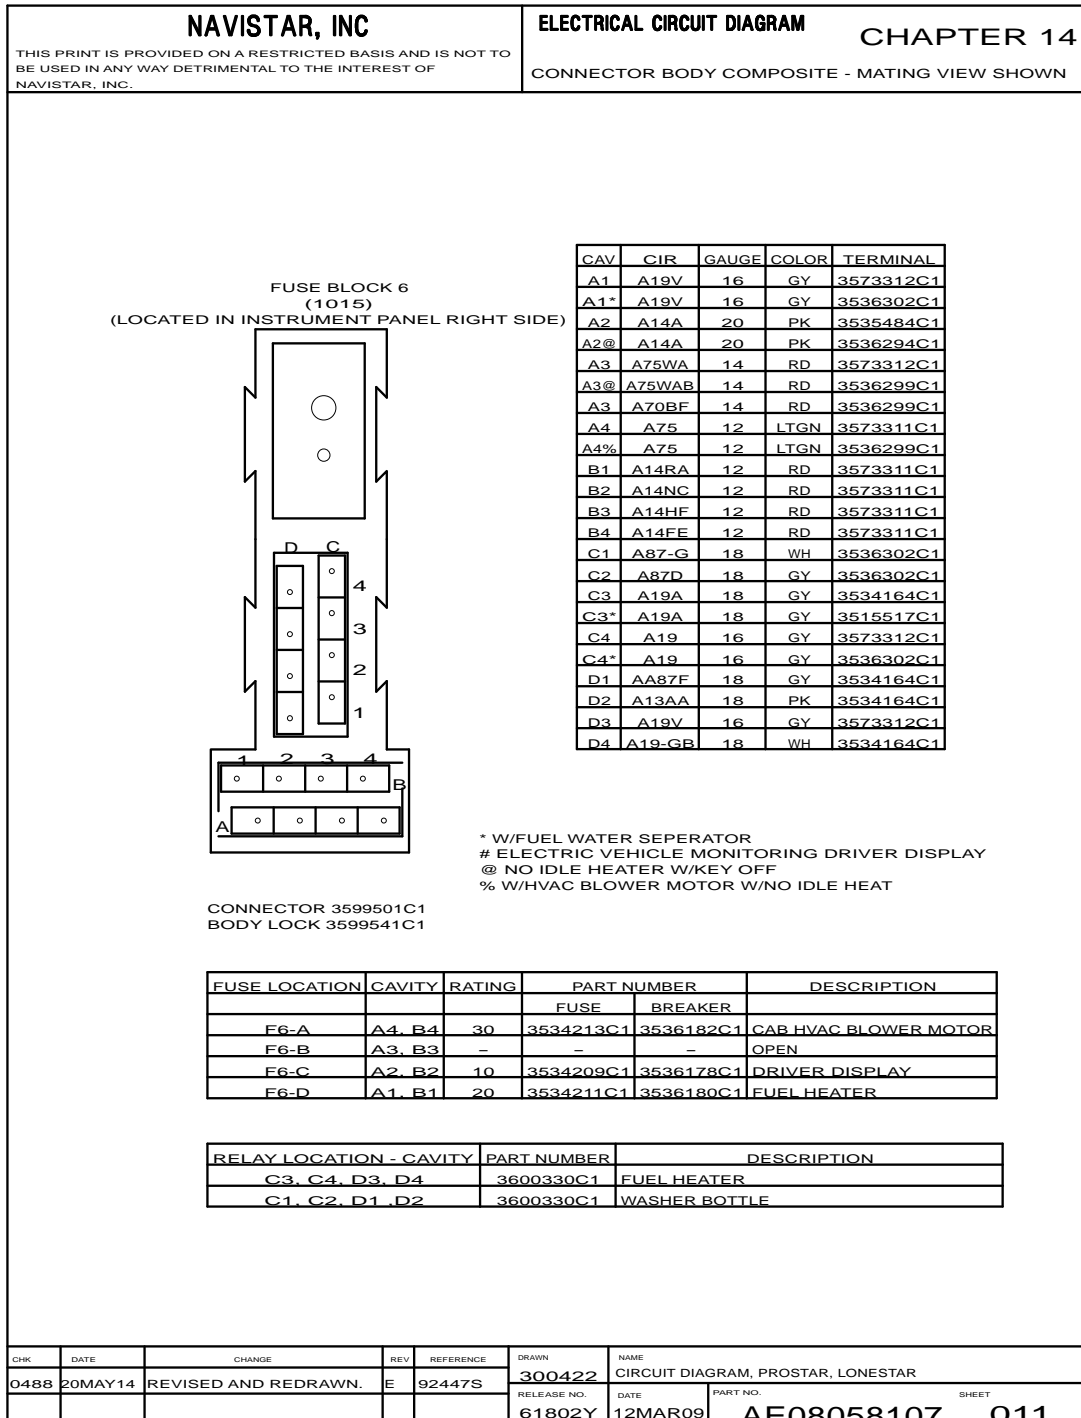 NAVISTAR, INC
THIS PRINT IS PROVIDED ON A RESTRICTED BASIS AND IS NOT TO
BE USED IN ANY WAY DETRIMENTAL TO THE INTEREST OF
NAVISTAR, INC.
ELECTRICAL CIRCUIT DIAGRAM
CHAPTER 14
CONNECTOR BODY COMPOSITE - MATING VIEW SHOWN
FUSE BLOCK 6
(1015)
(LOCATED IN INSTRUMENT PANEL RIGHT SIDE)
D C
4
3
2
1
1 2 3 4
B
A
CONNECTOR 3599501C1
BODY LOCK 3599541C1
CAV CIR GAUGE COLOR TERMINAL
A1 A19V 16 GY 3573312C1
A1* A19V 16 GY 3536302C1
A2 A14A 20 PK 3535484C1
A2@ A14A 20 PK 3536294C1
A3 A75WA 14 RD 3573312C1
A3@ A75WAB 14 RD 3536299C1
A3 A70BF 14 RD 3536299C1
A4 A75 12 LTGN 3573311C1
A4% A75 12 LTGN 3536299C1
B1 A14RA 12 RD 3573311C1
B2 A14NC 12 RD 3573311C1
B3 A14HF 12 RD 3573311C1
B4 A14FE 12 RD 3573311C1
C1 A87-G 18 WH 3536302C1
C2 A87D 18 GY 3536302C1
C3 A19A 18 GY 3534164C1
C3* A19A 18 GY 3515517C1
C4 A19 16 GY 3573312C1
C4* A19 16 GY 3536302C1
D1 AA87F 18 GY 3534164C1
D2 A13AA 18 PK 3534164C1
D3 A19V 16 GY 3573312C1
D4 A19-GB 18 WH 3534164C1
* W/FUEL WATER SEPERATOR
# ELECTRIC VEHICLE MONITORING DRIVER DISPLAY
@ NO IDLE HEATER W/KEY OFF
% W/HVAC BLOWER MOTOR W/NO IDLE HEAT
FUSE LOCATION CAVITY RATING PART NUMBER DESCRIPTION
FUSE BREAKER
F6-A A4, B4 30 3534213C1 3536182C1 CAB HVAC BLOWER MOTOR
F6-B A3, B3 – – – OPEN
F6-C A2, B2 10 3534209C1 3536178C1 DRIVER DISPLAY
F6-D A1, B1 20 3534211C1 3536180C1 FUEL HEATER
RELAY LOCATION - CAVITY PART NUMBER DESCRIPTION
C3, C4, D3, D4 3600330C1 FUEL HEATER
C1, C2, D1 ,D2 3600330C1 WASHER BOTTLE
CHK DATE CHANGE REV REFERENCE
0488 20MAY14 REVISED AND REDRAWN. E 92447S
DRAWN
300422
NAME
CIRCUIT DIAGRAM, PROSTAR, LONESTAR
RELEASE NO. DATE PART NO. SHEET
61802Y 12MAR09 AE08058107 011